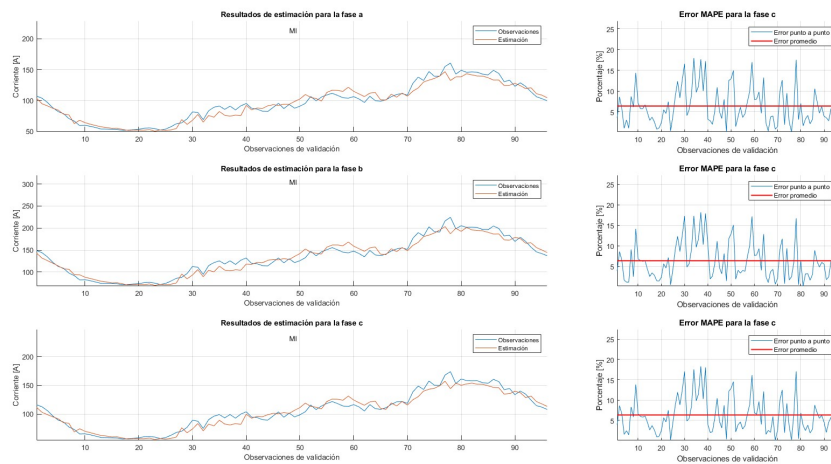 Resultados de estimación para la fase a
MI
Observaciones
Estimación
Corriente [A]
200
150
100
50
10 20 30 40 50 60 70 80 90
Observaciones de validación
Error MAPE para la fase c
Error punto a punto
Error promedio
Porcentaje [%]
25
20
15
10
5
10 20 30 40 50 60 70 80 90
Observaciones de validación
Resultados de estimación para la fase b
MI
Observaciones
Estimación
Corriente [A]
300
250
200
150
100
10 20 30 40 50 60 70 80 90
Observaciones de validación
Error MAPE para la fase c
Error punto a punto
Error promedio
Porcentaje [%]
25
20
15
10
5
10 20 30 40 50 60 70 80 90
Observaciones de validación
Resultados de estimación para la fase c
MI
Observaciones
Estimación
Corriente [A]
200
150
100
10 20 30 40 50 60 70 80 90
Observaciones de validación
Error MAPE para la fase c
Error punto a punto
Error promedio
Porcentaje [%]
25
20
15
10
5
10 20 30 40 50 60 70 80 90
Observaciones de validación